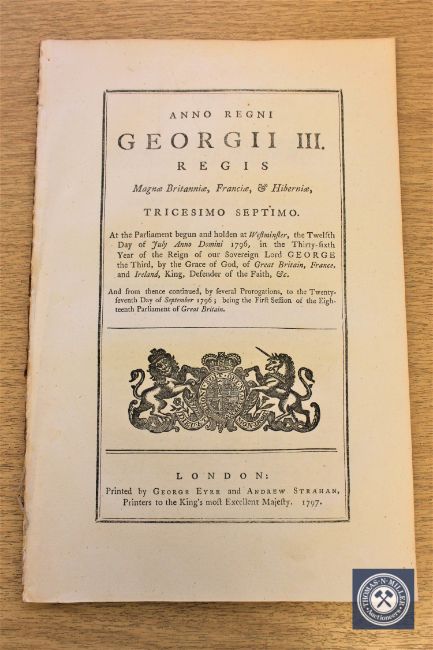 ANNO REGNI
GEORGII III.
REGIS
Magnæ Britanniæ, Franciæ, & Hiberniæ,
TRICESIMO SEPTIMO.
At the Parliament begun and holden at Westminster, the Twelfth
Day of July Anno Domini 1796, in the Thirty-sixth
Year of the Reign of our Sovereign Lord GEORGE
the Third, by the Grace of God, of Great Britain, France,
and Ireland, King, Defender of the Faith, &c.
And from thence continued, by several Prorogations, to the Twenty-
seventh Day of September 1796; being the First Session of the Eigh-
teenth Parliament of Great Britain.
LONDON:
Printed by GEORGE EYRE and ANDREW STRAHAN,
Printers to the King's most Excellent Majesty. 1797.
THOMAS·N·MILLER
Auctioneers